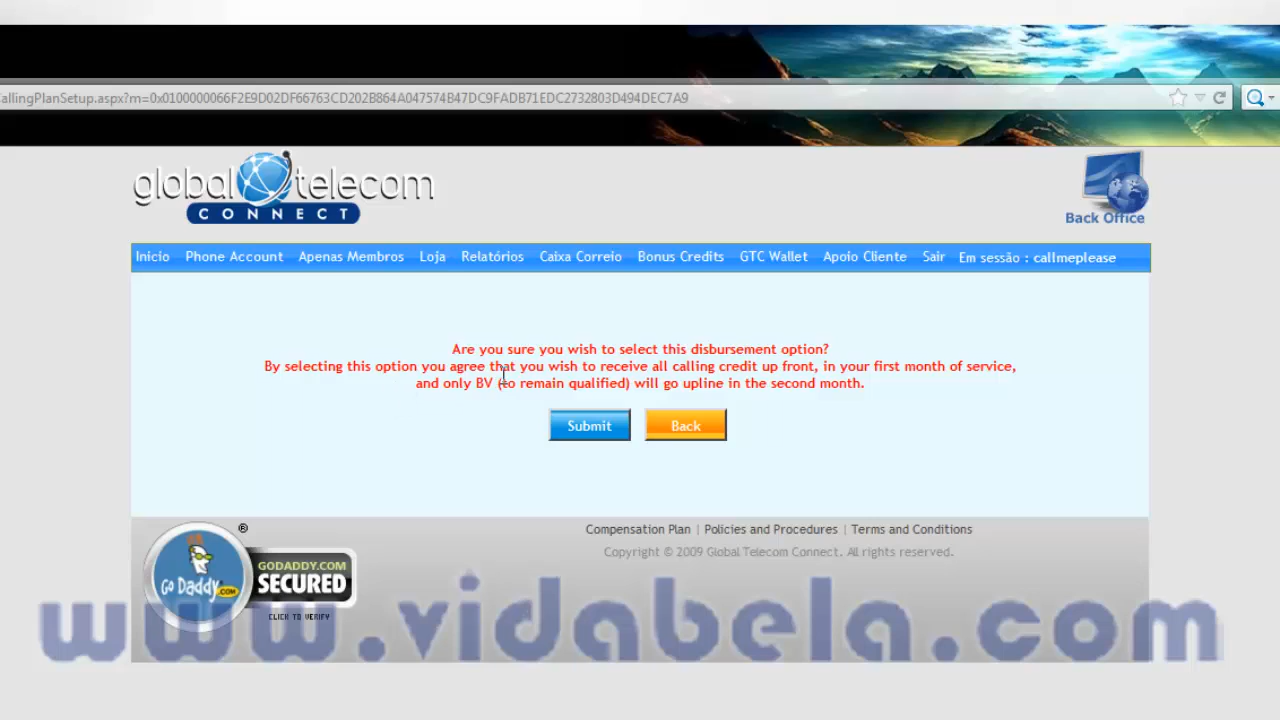 allingPlanSetup.aspx?m=0x0100000066F2E9D02DF66763CD202B864A047574B47DC9FADB71EDC2732803D494DEC7A9
global telecom
CONNECT
Back Office
Inicio Phone Account Apenas Membros Loja Relatórios Caixa Correio Bonus Credits GTC Wallet Apoio Cliente Sair Em sessão : callmeplease
Are you sure you wish to select this disbursement option?
By selecting this option you agree that you wish to receive all calling credit up front, in your first month of service,
and only BV (to remain qualified) will go upline in the second month.
Submit Back
Compensation Plan | Policies and Procedures | Terms and Conditions
Copyright © 2009 Global Telecom Connect. All rights reserved.
®
Go Daddy.com
GODADDY.COM
SECURED
CLICK TO VERIFY
www.vidabela.com